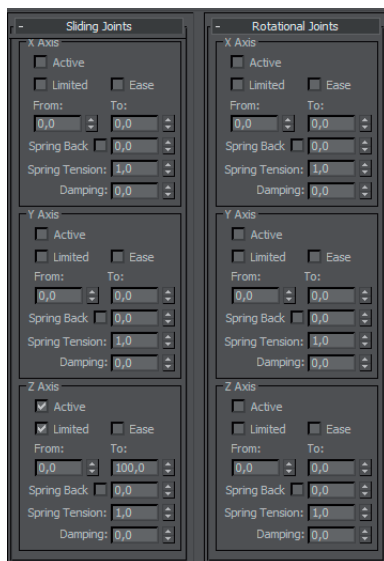 - Sliding Joints
X Axis
Active
Limited Ease
From: To:
0,0 0,0
Spring Back 0,0
Spring Tension: 1,0
Damping: 0,0
Y Axis
Active
Limited Ease
From: To:
0,0 0,0
Spring Back 0,0
Spring Tension: 1,0
Damping: 0,0
Z Axis
Active
Limited Ease
From: To:
0,0 100,0
Spring Back 0,0
Spring Tension: 1,0
Damping: 0,0
- Rotational Joints
X Axis
Active
Limited Ease
From: To:
0,0 0,0
Spring Back 0,0
Spring Tension: 1,0
Damping: 0,0
Y Axis
Active
Limited Ease
From: To:
0,0 0,0
Spring Back 0,0
Spring Tension: 1,0
Damping: 0,0
Z Axis
Active
Limited Ease
From: To:
0,0 0,0
Spring Back 0,0
Spring Tension: 1,0
Damping: 0,0